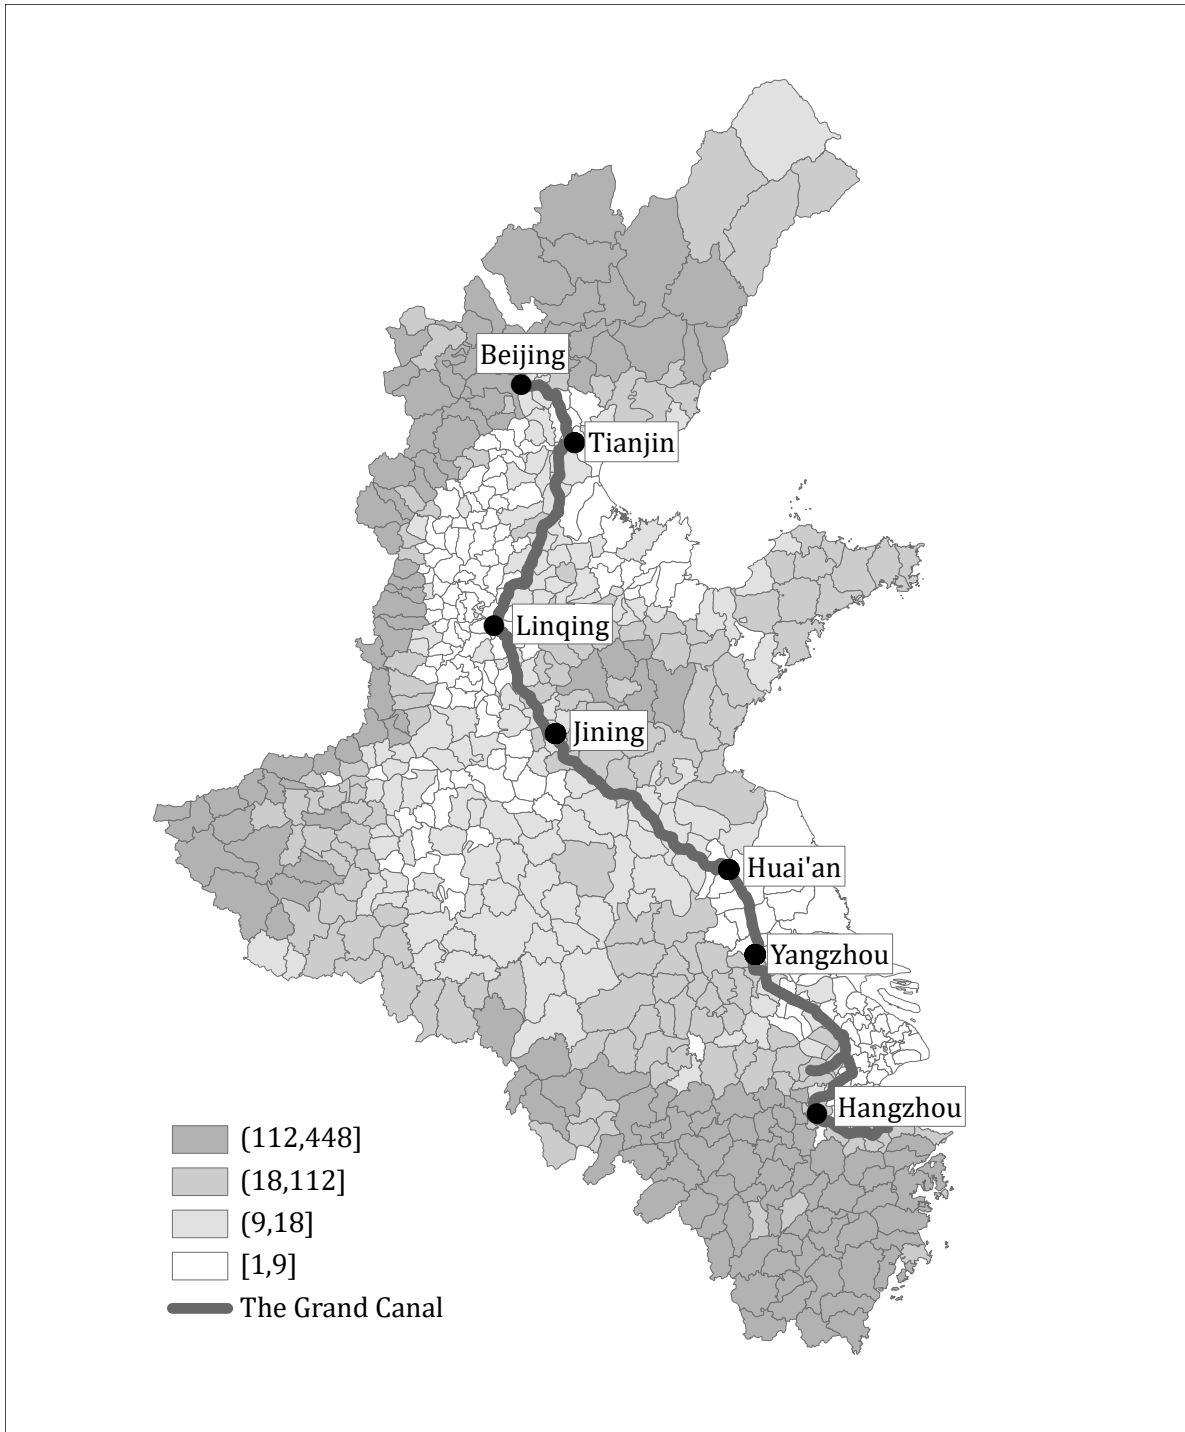 Beijing
Tianjin
Linqing
Jining
Huai'an
Yangzhou
Hangzhou
(112,448]
(18,112]
(9,18]
[1,9]
The Grand Canal